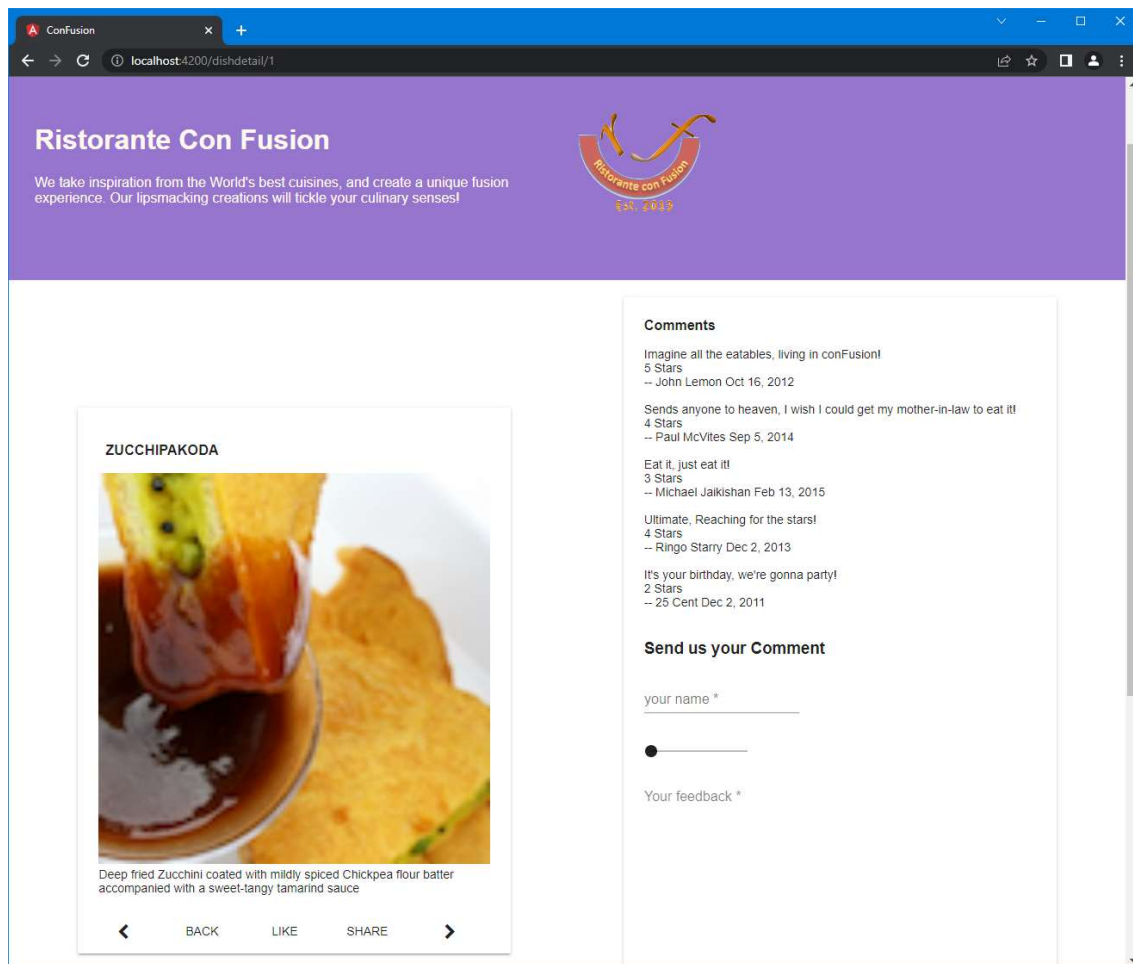 ConFusion
localhost:4200/dishdetail/1
Ristorante Con Fusion
We take inspiration from the World's best cuisines, and create a unique fusion
experience. Our lipsmacking creations will tickle your culinary senses!
Ristorante con Fusion
Est. 2013
ZUCCHIPAKODA
Deep fried Zucchini coated with mildly spiced Chickpea flour batter
accompanied with a sweet-tangy tamarind sauce
BACK LIKE SHARE
Comments
Imagine all the eatables, living in conFusion!
5 Stars
-- John Lemon Oct 16, 2012
Sends anyone to heaven, I wish I could get my mother-in-law to eat it!
4 Stars
-- Paul McVites Sep 5, 2014
Eat it, just eat it!
3 Stars
-- Michael Jaikishan Feb 13, 2015
Ultimate, Reaching for the stars!
4 Stars
-- Ringo Starry Dec 2, 2013
It's your birthday, we're gonna party!
2 Stars
-- 25 Cent Dec 2, 2011
Send us your Comment
your name *
Your feedback *